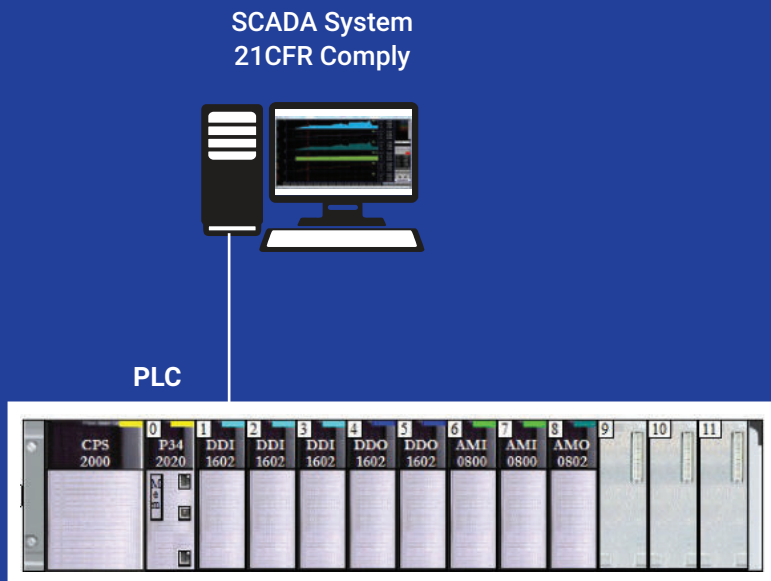 SCADA System
21CFR Comply
PLC
0 1 2 3 4 5 6 7 8 9 10 11
CPS P34 DDI DDI DDI DDO DDO AMI AMI AMO
2000 2020 1602 1602 1602 1602 1602 0800 0800 0802
Mem